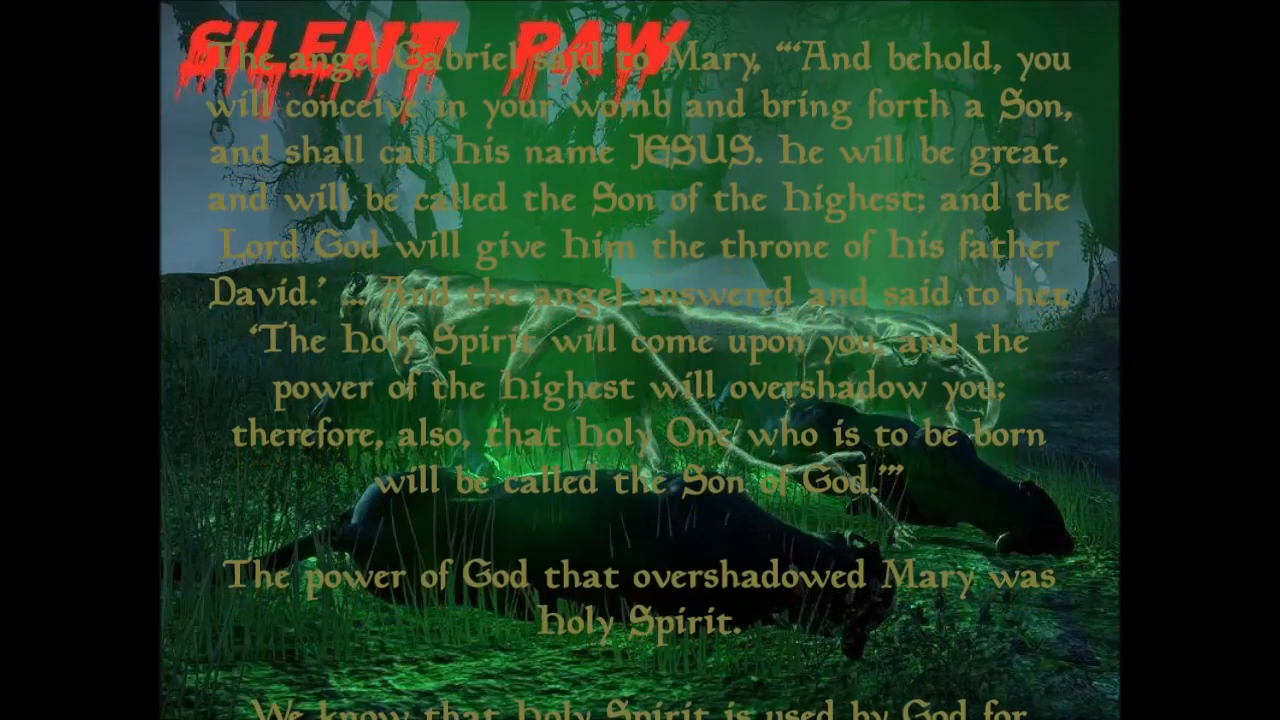 SILENT PAW
The angel Gabriel said to Mary, “‘And behold, you
will conceive in your womb and bring forth a Son,
and shall call his name JESUS. he will be great,
and will be called the Son of the highest; and the
Lord God will give him the throne of his father
David.’ ... And the angel answered and said to her,
‘The holy Spirit will come upon you, and the
power of the highest will overshadow you;
therefore, also, that holy One who is to be born
will be called the Son of God.’”
The power of God that overshadowed Mary was
holy Spirit.
We know that holy Spirit is used by God for